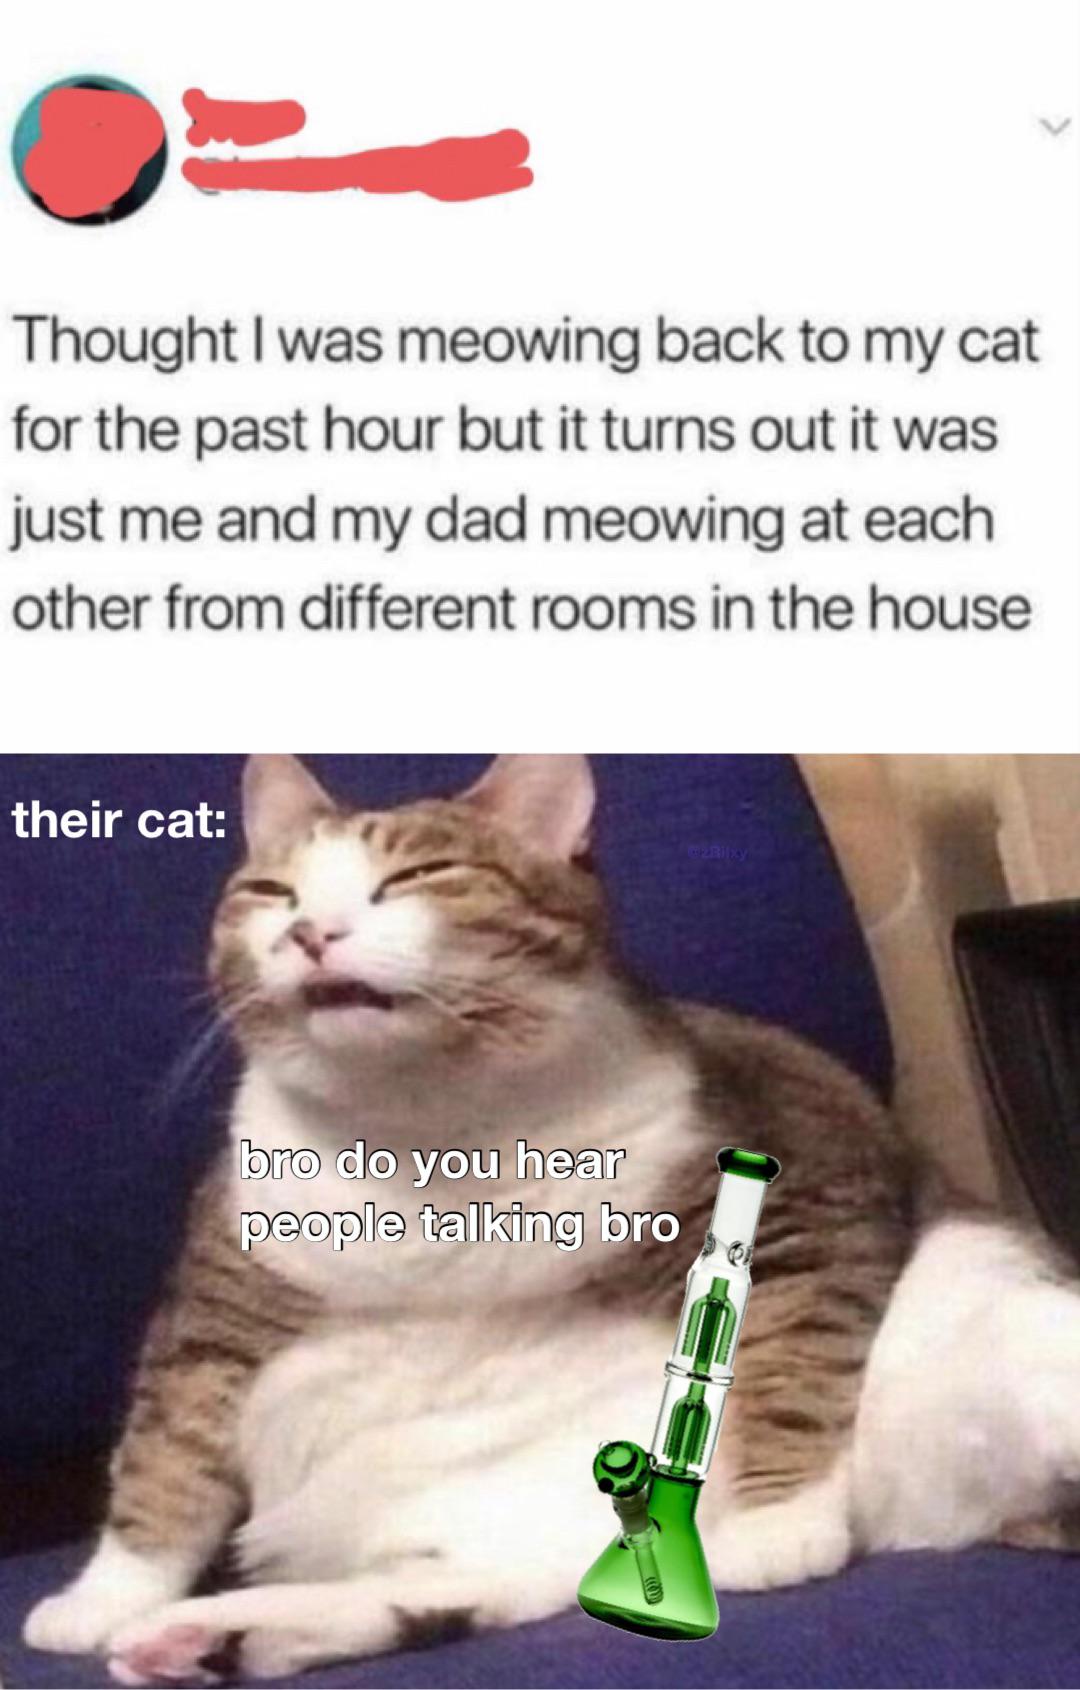 Thought I was meowing back to my cat
for the past hour but it turns out it was
just me and my dad meowing at each
other from different rooms in the house
their cat:
@zBilxy
bro do you hear
people talking bro